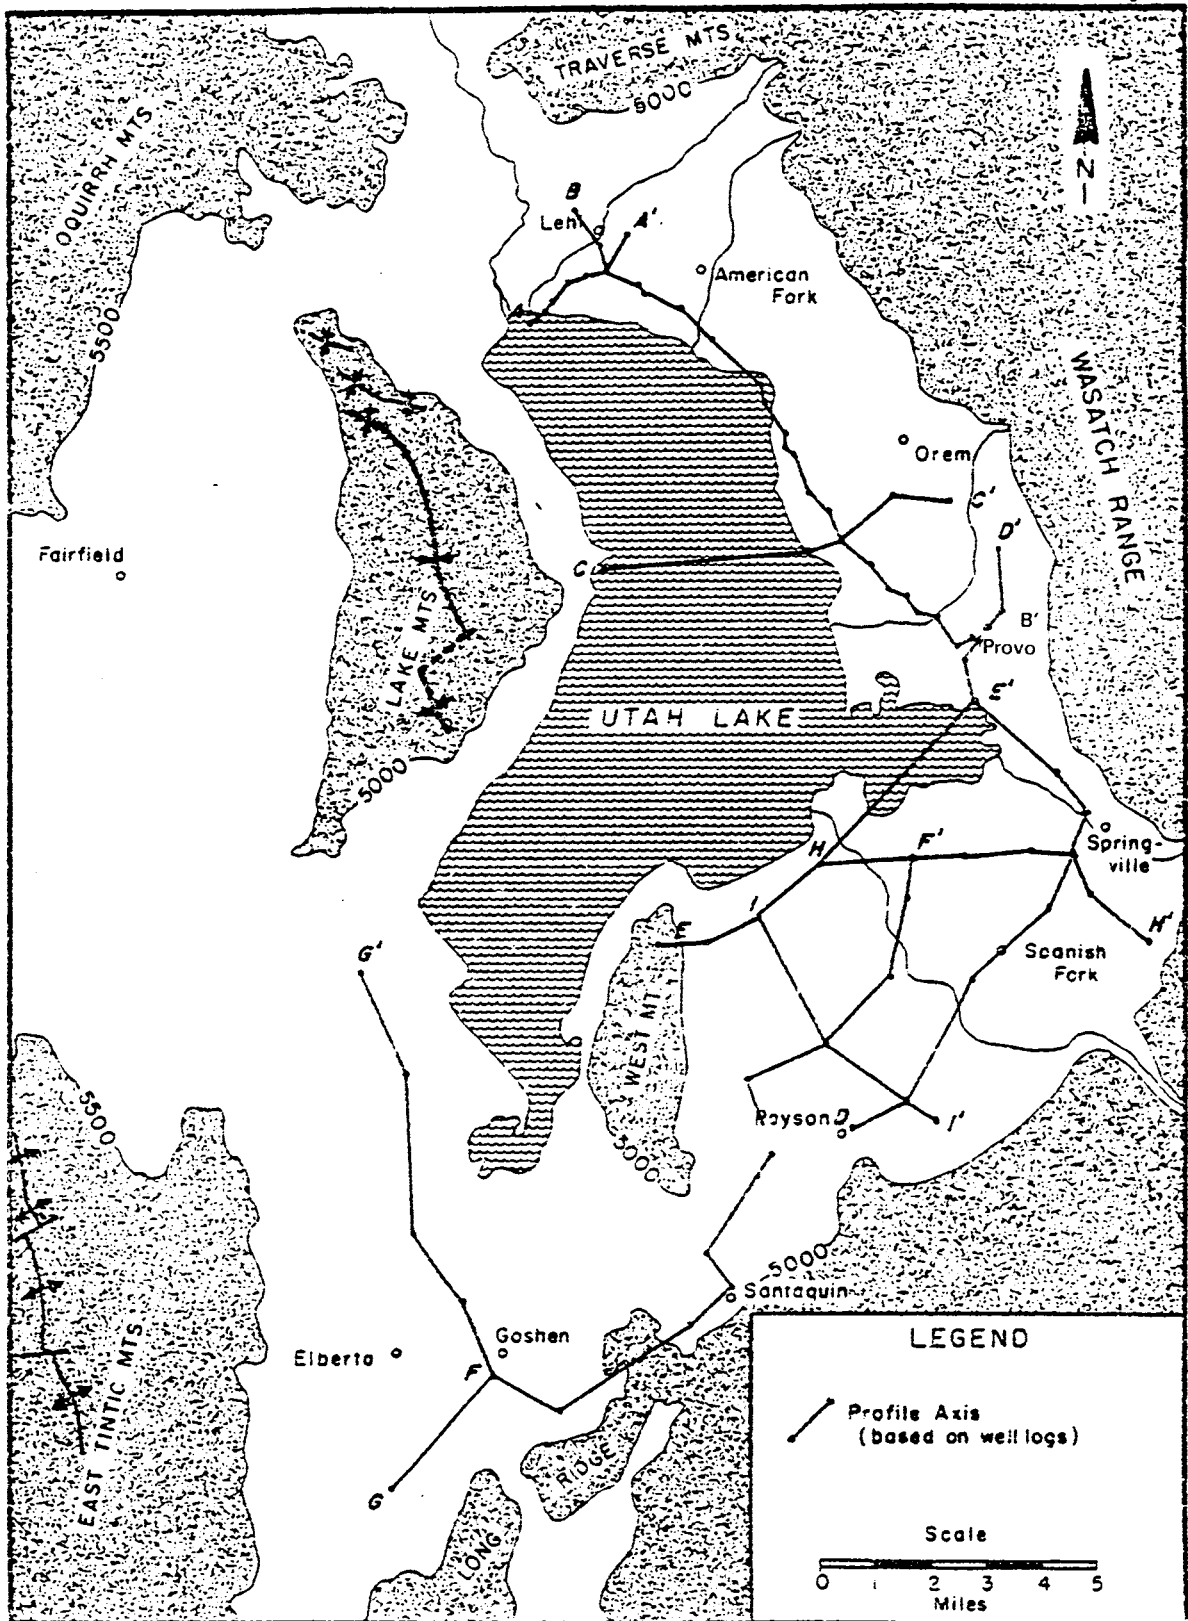 TRAVERSE MTS
5000
OQUIRRH MTS
N
B
Lehi
A'
American
Fork
A
5500
WASATCH RANGE
Orem
C'
D'
Fairfield
C
B'
Provo
LAKE MTS
E'
UTAH LAKE
5000
H
F'
Spring-
ville
I
E
H'
G'
Spanish
Fork
WEST MT
5500
Payson
D
I'
5000
5000
Santaquin
Goshen
Elberta
F
EAST TINTIC MTS
RIDGE
G
LONG
LEGEND
Profile Axis
(based on well logs)
Scale
0 1 2 3 4 5
Miles